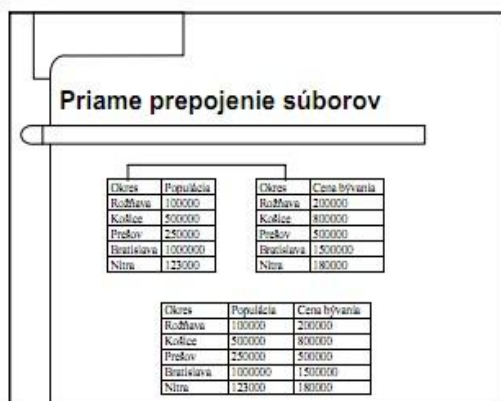 Priame prepojenie súborov
Okres Populácia
Rožňava 100000
Košice 500000
Prešov 250000
Bratislava 1000000
Nitra 123000
Okres Cena bývania
Rožňava 200000
Košice 800000
Prešov 500000
Bratislava 1500000
Nitra 180000
Okres Populácia Cena bývania
Rožňava 100000 200000
Košice 500000 800000
Prešov 250000 500000
Bratislava 1000000 1500000
Nitra 123000 180000